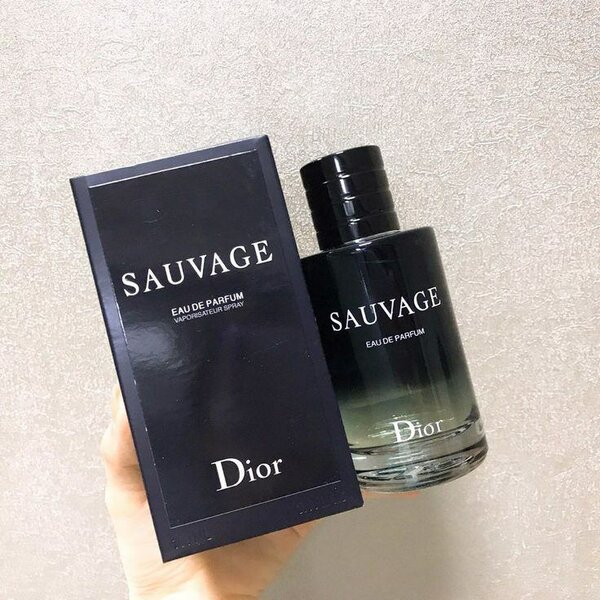 SAUVAGE
EAU DE PARFUM
VAPORISATEUR SPRAY
Dior
SAUVAGE
EAU DE PARFUM
Dior